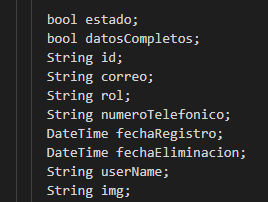 bool estado;
bool datosCompletos;
String id;
String correo;
String rol;
String numeroTelefonico;
DateTime fechaRegistro;
DateTime fechaEliminacion;
String userName;
String img;